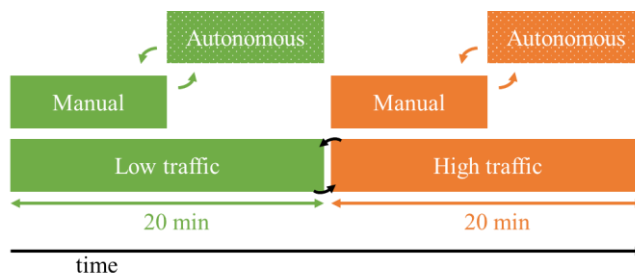 Autonomous
Autonomous
Manual
Manual
Low traffic
High traffic
20 min
20 min
time